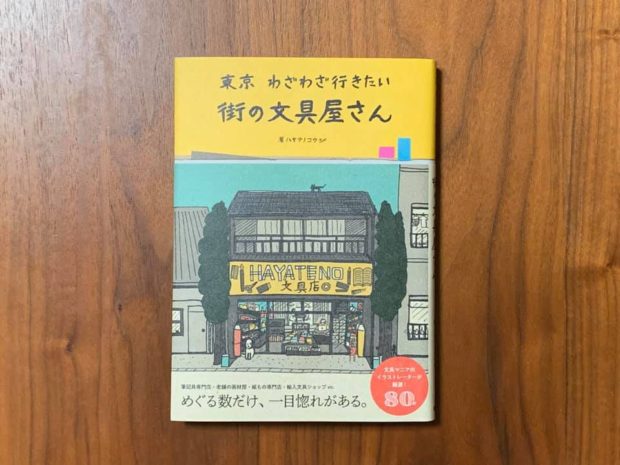 東京 わざわざ行きたい
街の文具屋さん
著 ハヤテノコウジ
HAYATENO
文具店
筆記具専門店・老舗の画材屋・紙もの専門店・輸入文具ショップ etc.
めぐる数だけ、一目惚れがある。
文具マニアの
イラストレーターが
厳選!
80